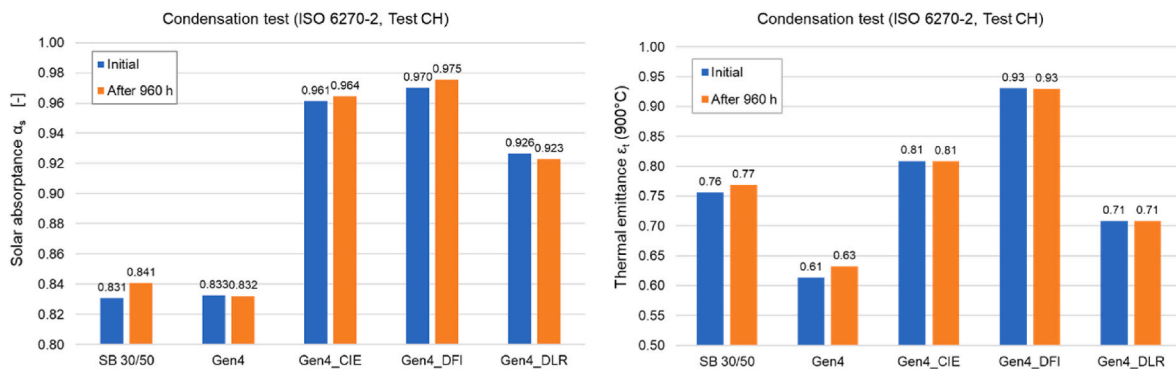 Condensation test (ISO 6270-2, Test CH)
Solar absorptance αs [-]
1.00
0.98
0.96
0.94
0.92
0.90
0.88
0.86
0.84
0.82
0.80
Initial
After 960 h
0.831
0.841
0.833
0.832
0.961
0.964
0.970
0.975
0.926
0.923
SB 30/50
Gen4
Gen4_CIE
Gen4_DFI
Gen4_DLR
Condensation test (ISO 6270-2, Test CH)
Thermal emittance εt (900°C)
1.00
0.95
0.90
0.85
0.80
0.75
0.70
0.65
0.60
0.55
0.50
Initial
After 960 h
0.76
0.77
0.61
0.63
0.81
0.81
0.93
0.93
0.71
0.71
SB 30/50
Gen4
Gen4_CIE
Gen4_DFI
Gen4_DLR